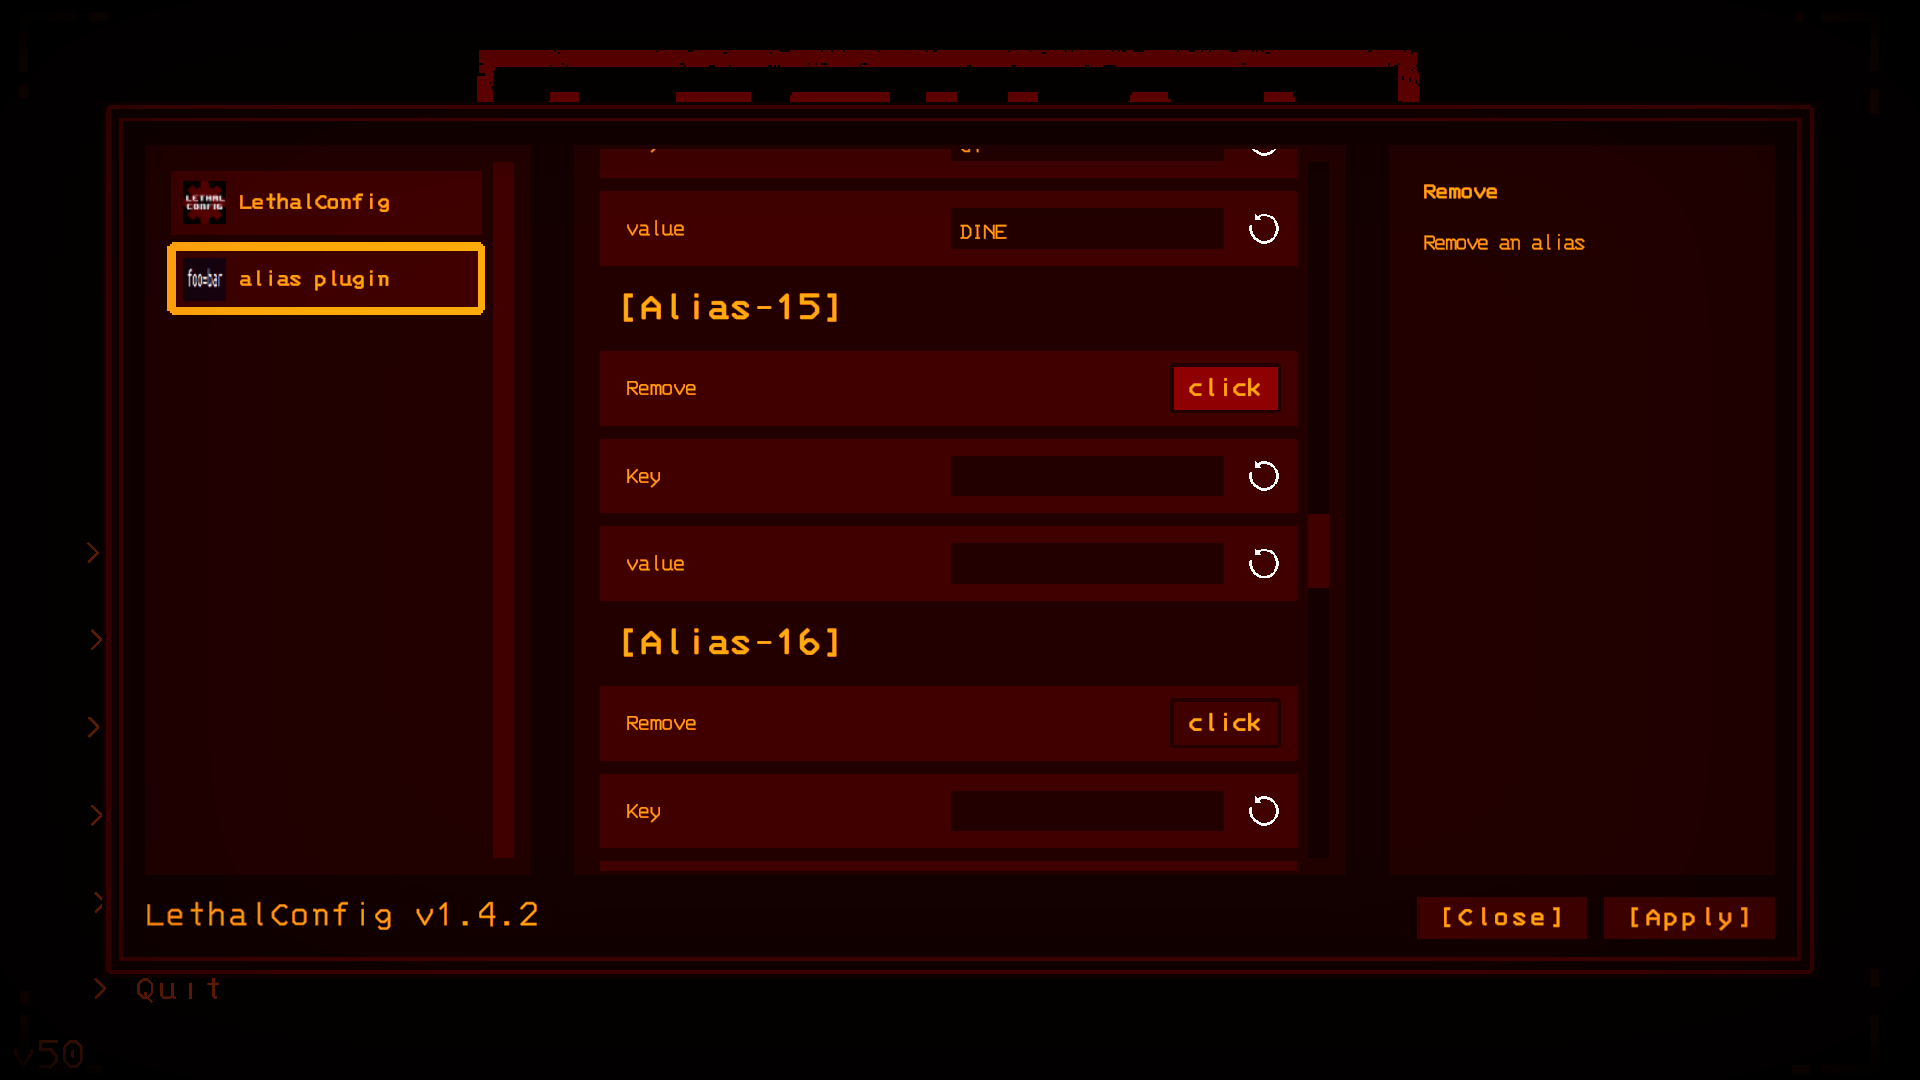 LETHAL
CONFIG
LethalConfig
foo=bar
alias plugin
value
DINE
[Alias-15]
Remove
click
Key
value
[Alias-16]
Remove
click
Key
Remove
Remove an alias
LethalConfig v1.4.2
[Close]
[Apply]
>
>
>
>
>
> Quit
v50